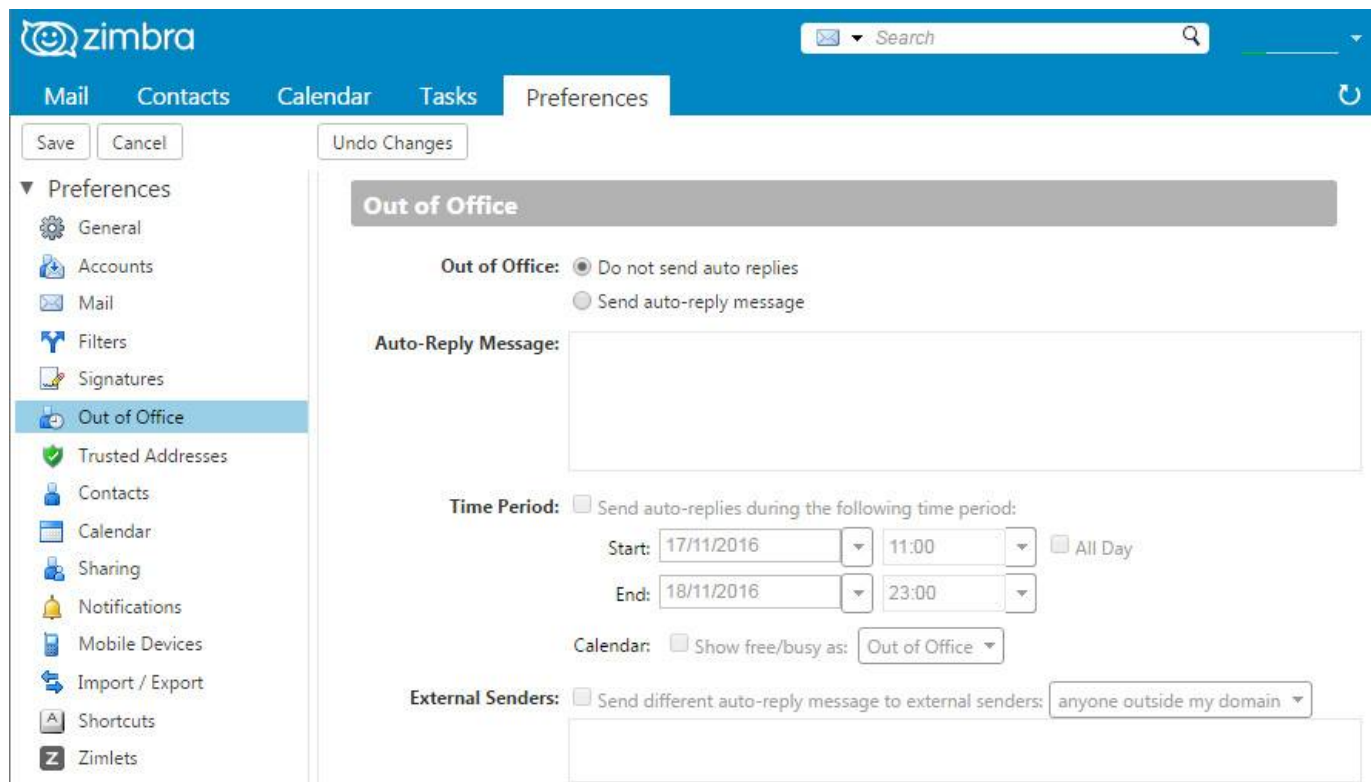 zimbra
Search
Mail Contacts Calendar Tasks Preferences
Save Cancel Undo Changes
Preferences
General
Accounts
Mail
Filters
Signatures
Out of Office
Trusted Addresses
Contacts
Calendar
Sharing
Notifications
Mobile Devices
Import / Export
A Shortcuts
Z Zimlets
Out of Office
Out of Office: Do not send auto replies
Send auto-reply message
Auto-Reply Message:
Time Period: Send auto-replies during the following time period:
Start: 17/11/2016 11:00 All Day
End: 18/11/2016 23:00
Calendar: Show free/busy as: Out of Office
External Senders: Send different auto-reply message to external senders: anyone outside my domain